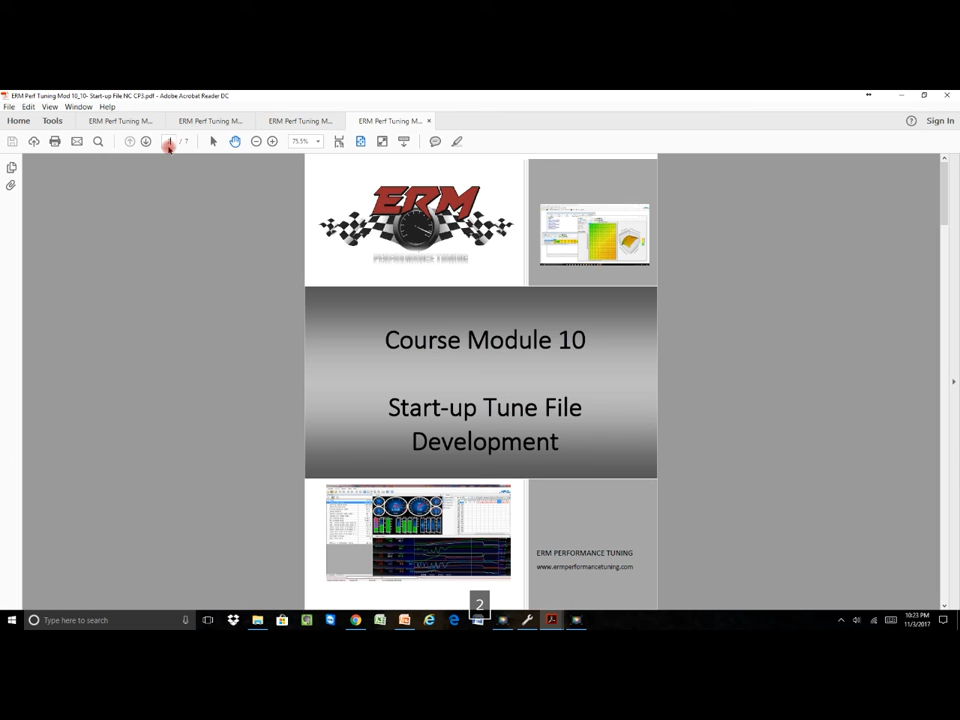 ERM Perf Tuning Mod 10_10- Start-up File NC CP3.pdf - Adobe Acrobat Reader DC
File Edit View Window Help
Home Tools ERM Perf Tuning M... ERM Perf Tuning M... ERM Perf Tuning M... ERM Perf Tuning M... × Sign In
/ 7 75.5%
ERM
PERFORMANCE TUNING
Course Module 10
Start-up Tune File
Development
ERM PERFORMANCE TUNING
www.ermperformancetuning.com
2
Type here to search
10:23 PM
11/3/2017